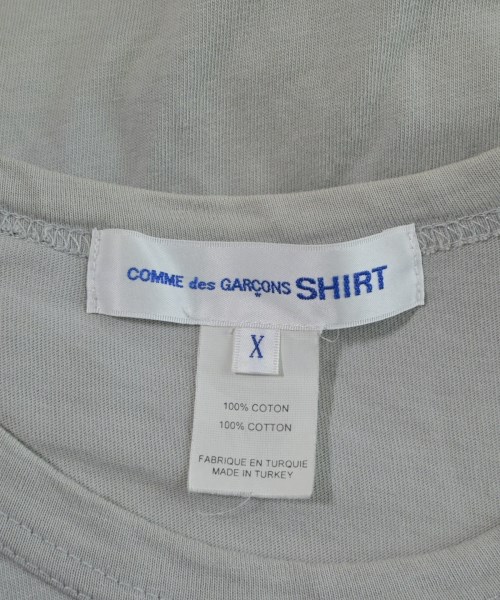 COMME des GARÇONS SHIRT
X
100% COTON
100% COTTON
FABRIQUE EN TURQUIE
MADE IN TURKEY